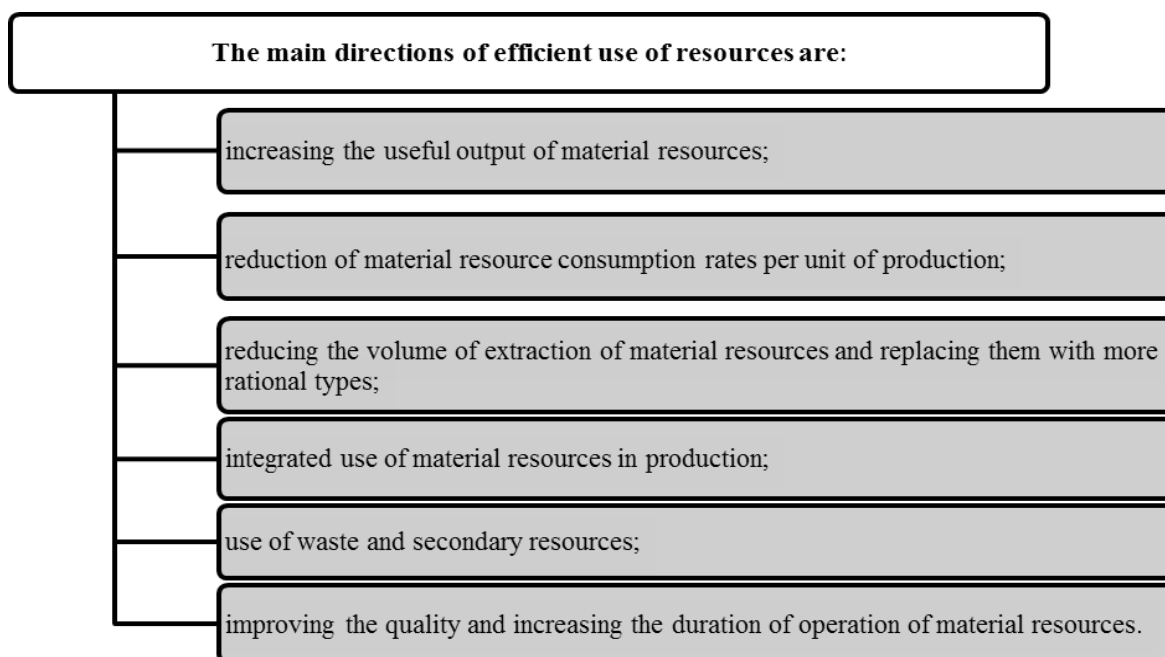 The main directions of efficient use of resources are:
increasing the useful output of material resources;
reduction of material resource consumption rates per unit of production;
reducing the volume of extraction of material resources and replacing them with more
rational types;
integrated use of material resources in production;
use of waste and secondary resources;
improving the quality and increasing the duration of operation of material resources.